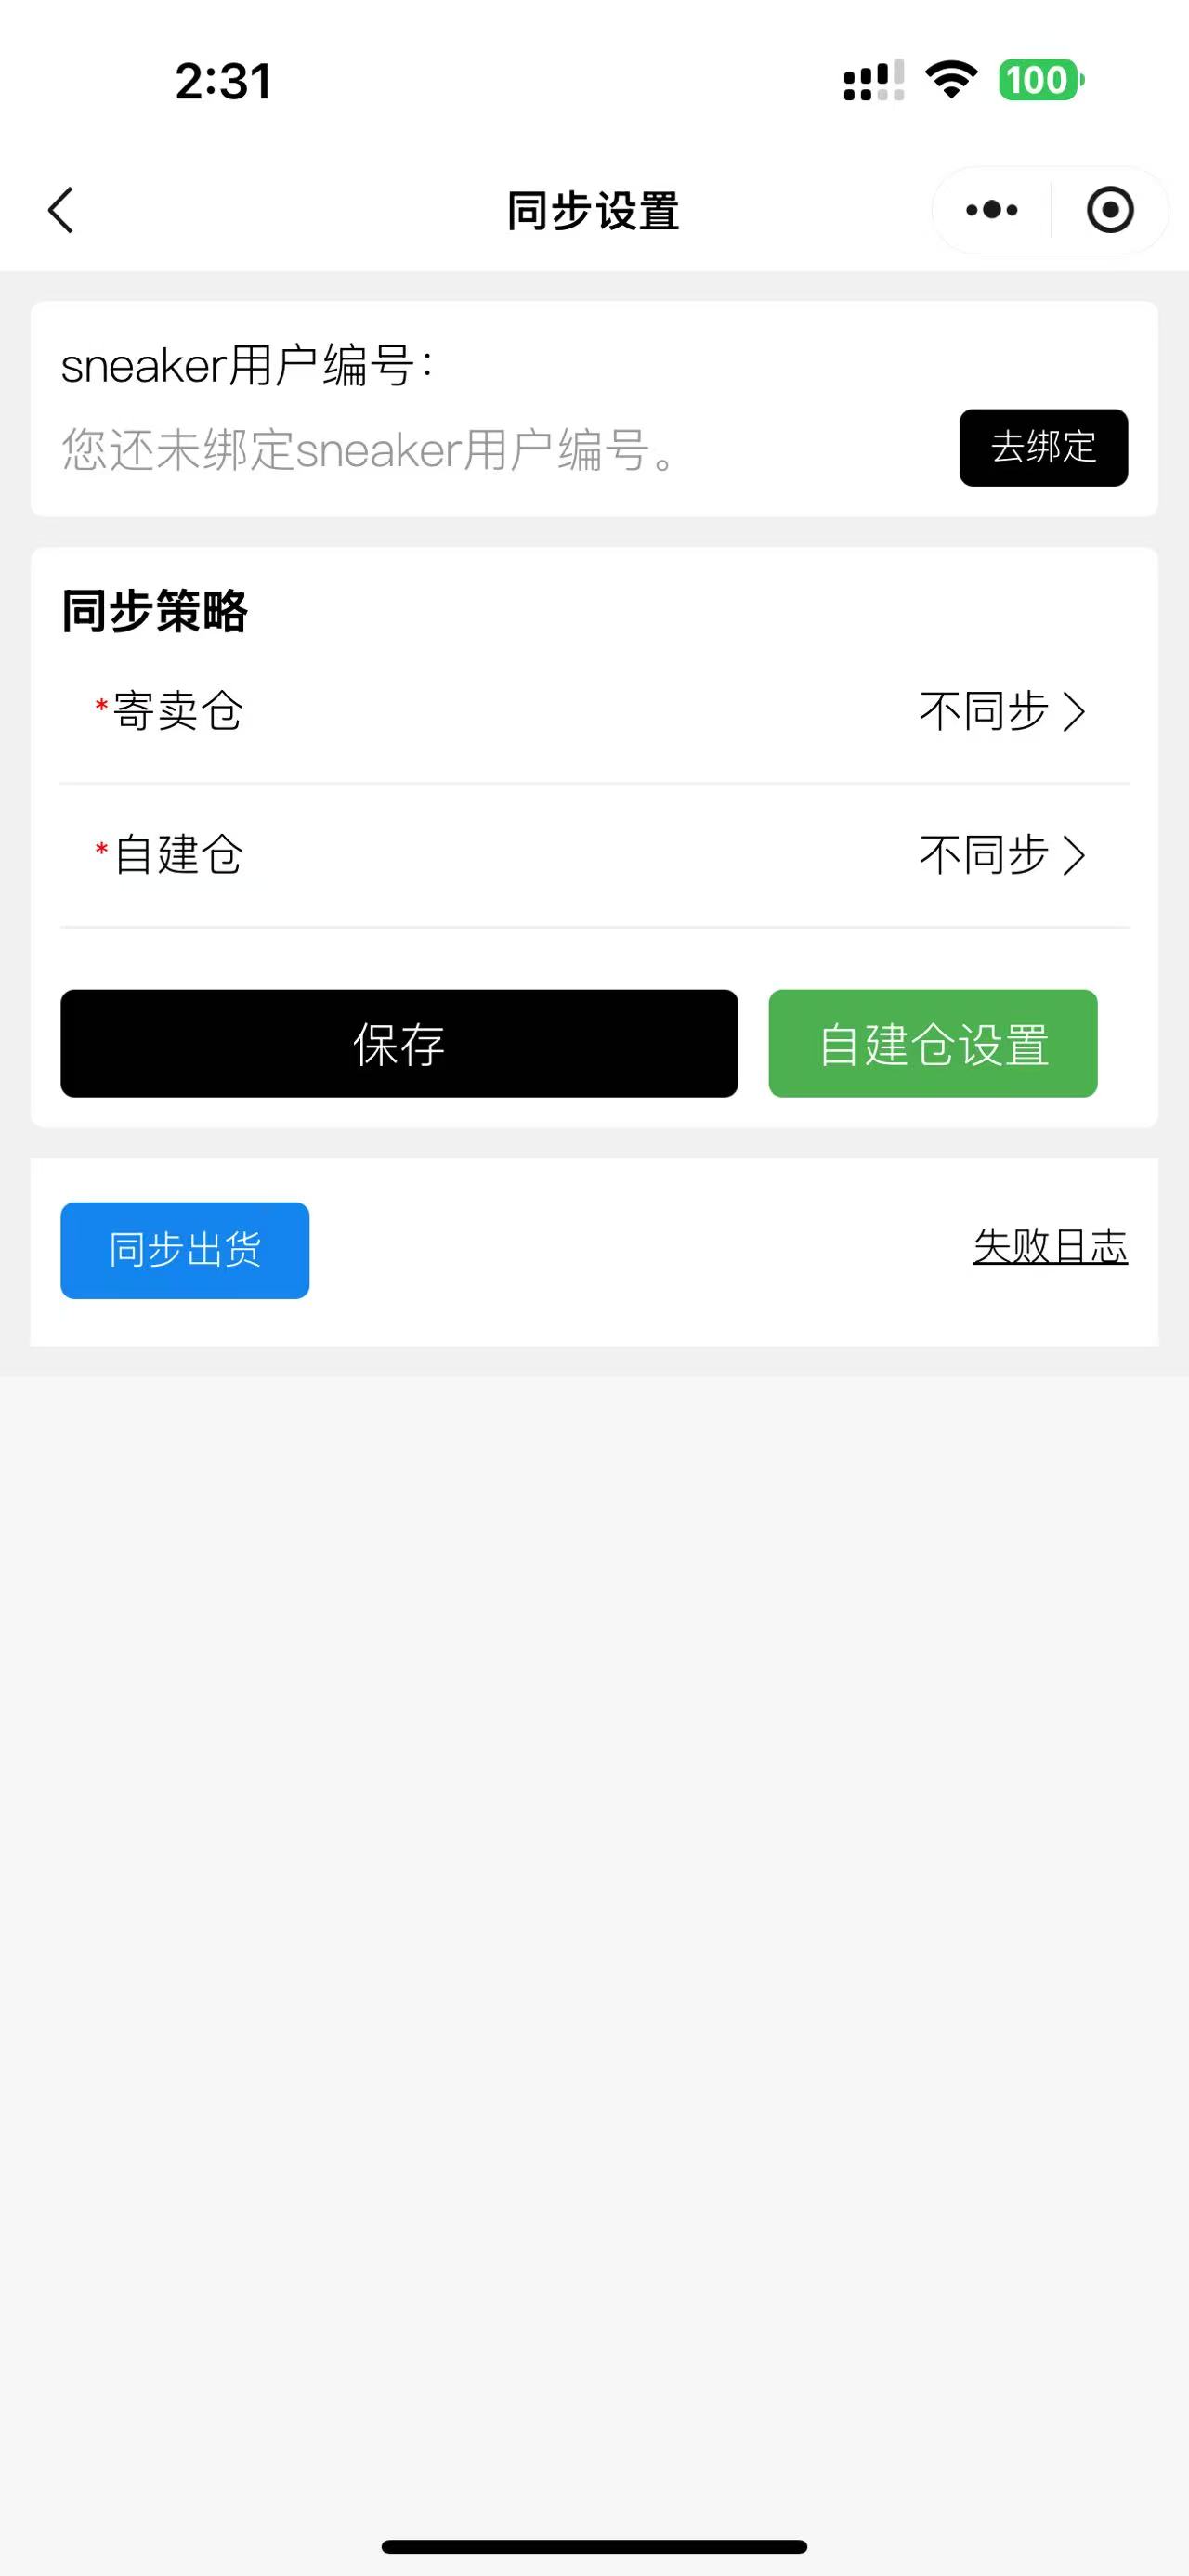 2:31
100
同步设置
sneaker用户编号：
您还未绑定sneaker用户编号。
去绑定
同步策略
*寄卖仓 不同步
*自建仓 不同步
保存 自建仓设置
同步出货 失败日志